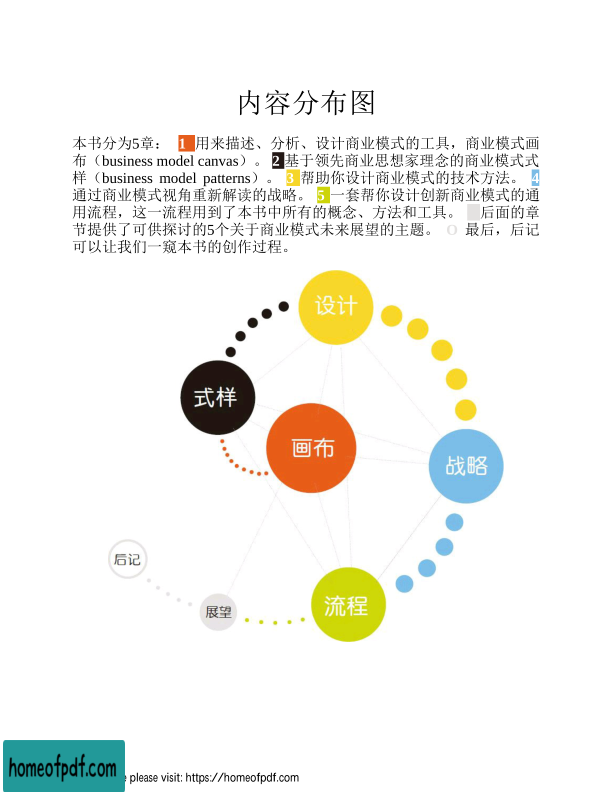 内容分布图
本书分为5章： 1 用来描述、分析、设计商业模式的工具，商业模式画
布（business model canvas）。 2 基于领先商业思想家理念的商业模式式
样（business model patterns）。 3 帮助你设计商业模式的技术方法。 4
通过商业模式视角重新解读的战略。 5 一套帮你设计创新商业模式的通
用流程，这一流程用到了本书中所有的概念、方法和工具。 后面的章
节提供了可供探讨的5个关于商业模式未来展望的主题。 O 最后，后记
可以让我们一窥本书的创作过程。
设计
式样
画布
战略
后记
展望
流程
homeofpdf.com
e please visit: https://homeofpdf.com